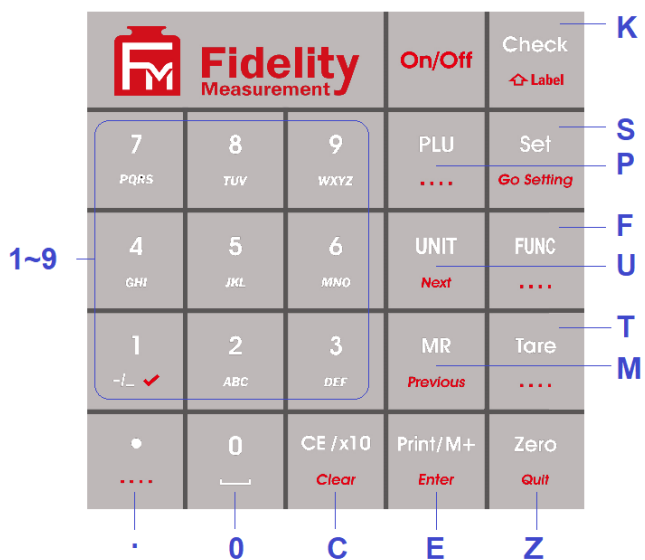 K
Fidelity
Measurement
FM
On/Off
Check
Label
7
PQRS
8
TUV
9
WXYZ
PLU
....
Set
Go Setting
S
P
4
GHI
5
JKL
6
MNO
UNIT
Next
FUNC
....
F
U
1~9
1
-/_ ✔
2
ABC
3
DEF
MR
Previous
Tare
....
T
M
•
....
0
CE /x10
Clear
Print/M+
Enter
Zero
Quit
.
0
C
E
Z